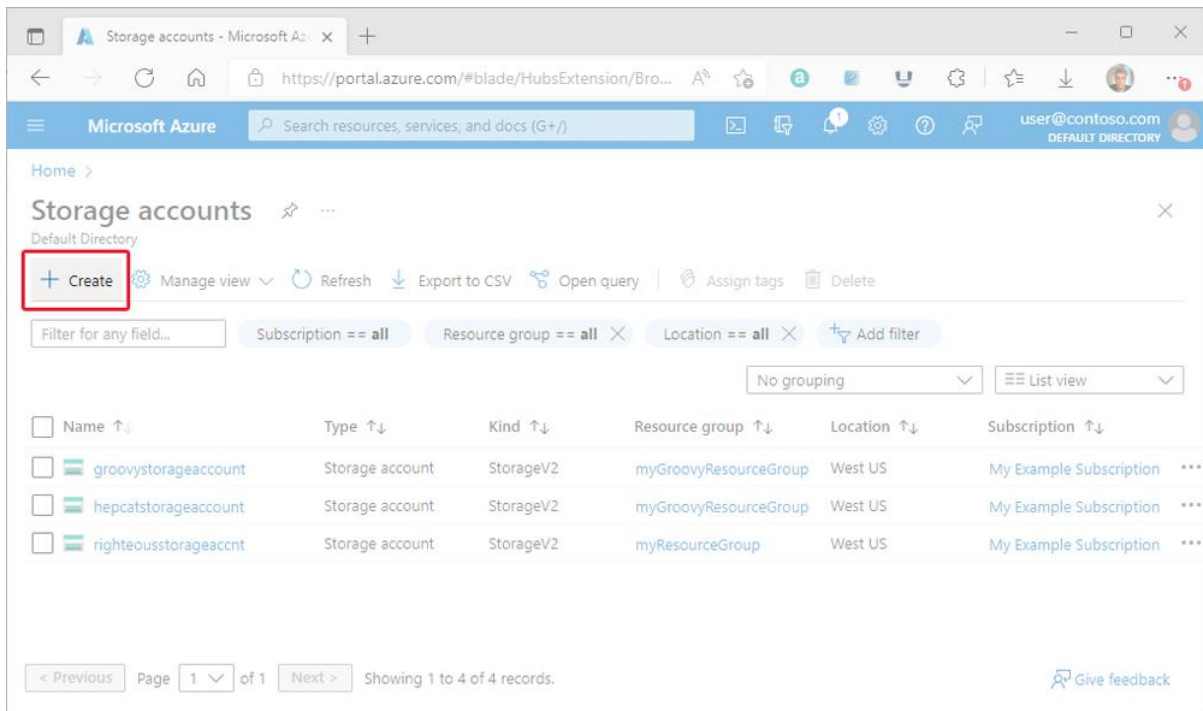 Storage accounts - Microsoft Az
https://portal.azure.com/#blade/HubsExtension/Bro...
Microsoft Azure Search resources, services, and docs (G+/) 1 user@contoso.com
DEFAULT DIRECTORY
Home >
Storage accounts ...
Default Directory
+ Create Manage view Refresh Export to CSV Open query Assign tags Delete
Filter for any field... Subscription == all Resource group == all Location == all Add filter
No grouping List view
Name Type Kind Resource group Location Subscription
groovystorageaccount Storage account StorageV2 myGroovyResourceGroup West US My Example Subscription ...
hepcatstorageaccount Storage account StorageV2 myGroovyResourceGroup West US My Example Subscription ...
righteousstorageaccnt Storage account StorageV2 myResourceGroup West US My Example Subscription ...
< Previous Page 1 of 1 Next > Showing 1 to 4 of 4 records. Give feedback